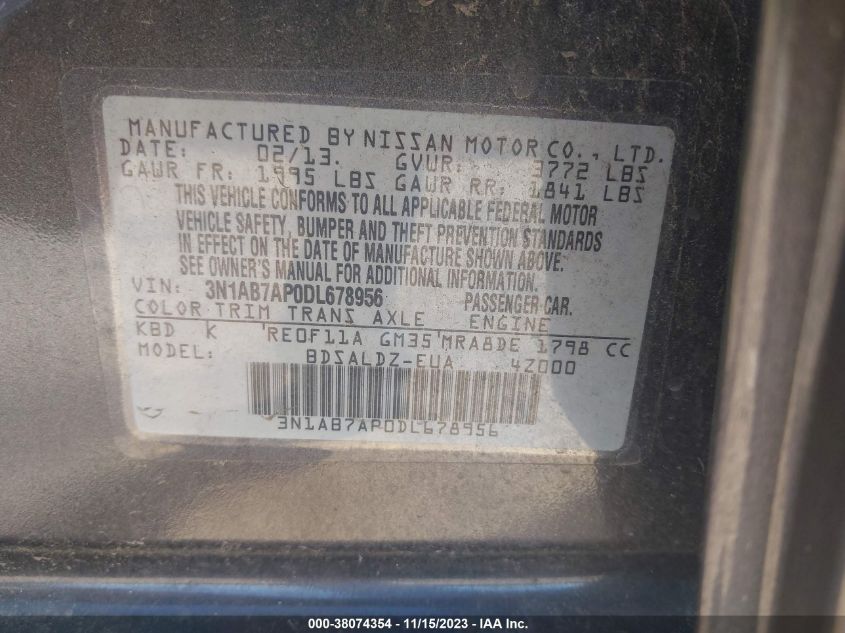 MANUFACTURED BY NISSAN MOTOR CO., LTD.
DATE: 02/13. GVWR: 3772 LBS
GAWR FR: 1995 LBS GAWR RR: 1841 LBS
THIS VEHICLE CONFORMS TO ALL APPLICABLE FEDERAL MOTOR
VEHICLE SAFETY, BUMPER AND THEFT PREVENTION STANDARDS
IN EFFECT ON THE DATE OF MANUFACTURE SHOWN ABOVE.
SEE OWNER'S MANUAL FOR ADDITIONAL INFORMATION.
VIN: 3N1AB7AP0DL678956 PASSENGER CAR.
COLOR TRIM TRANS AXLE ENGINE
KBD K RE0F11A GM35 MRA8DE 1798 CC
MODEL: BDSALDZ-EUA 4Z000
3N1AB7AP0DL678956
000-38074354 - 11/15/2023 - IAA Inc.